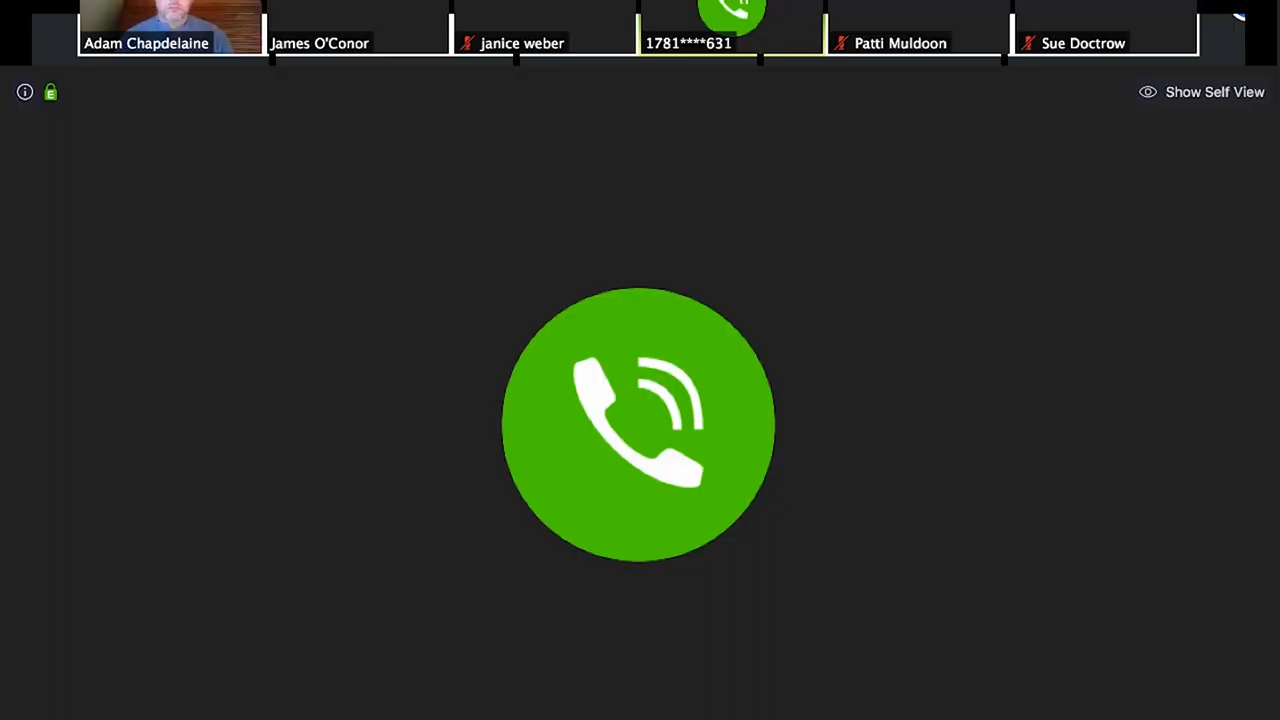 Adam Chapdelaine
James O'Conor
janice weber
1781****631
Patti Muldoon
Sue Doctrow
Show Self View